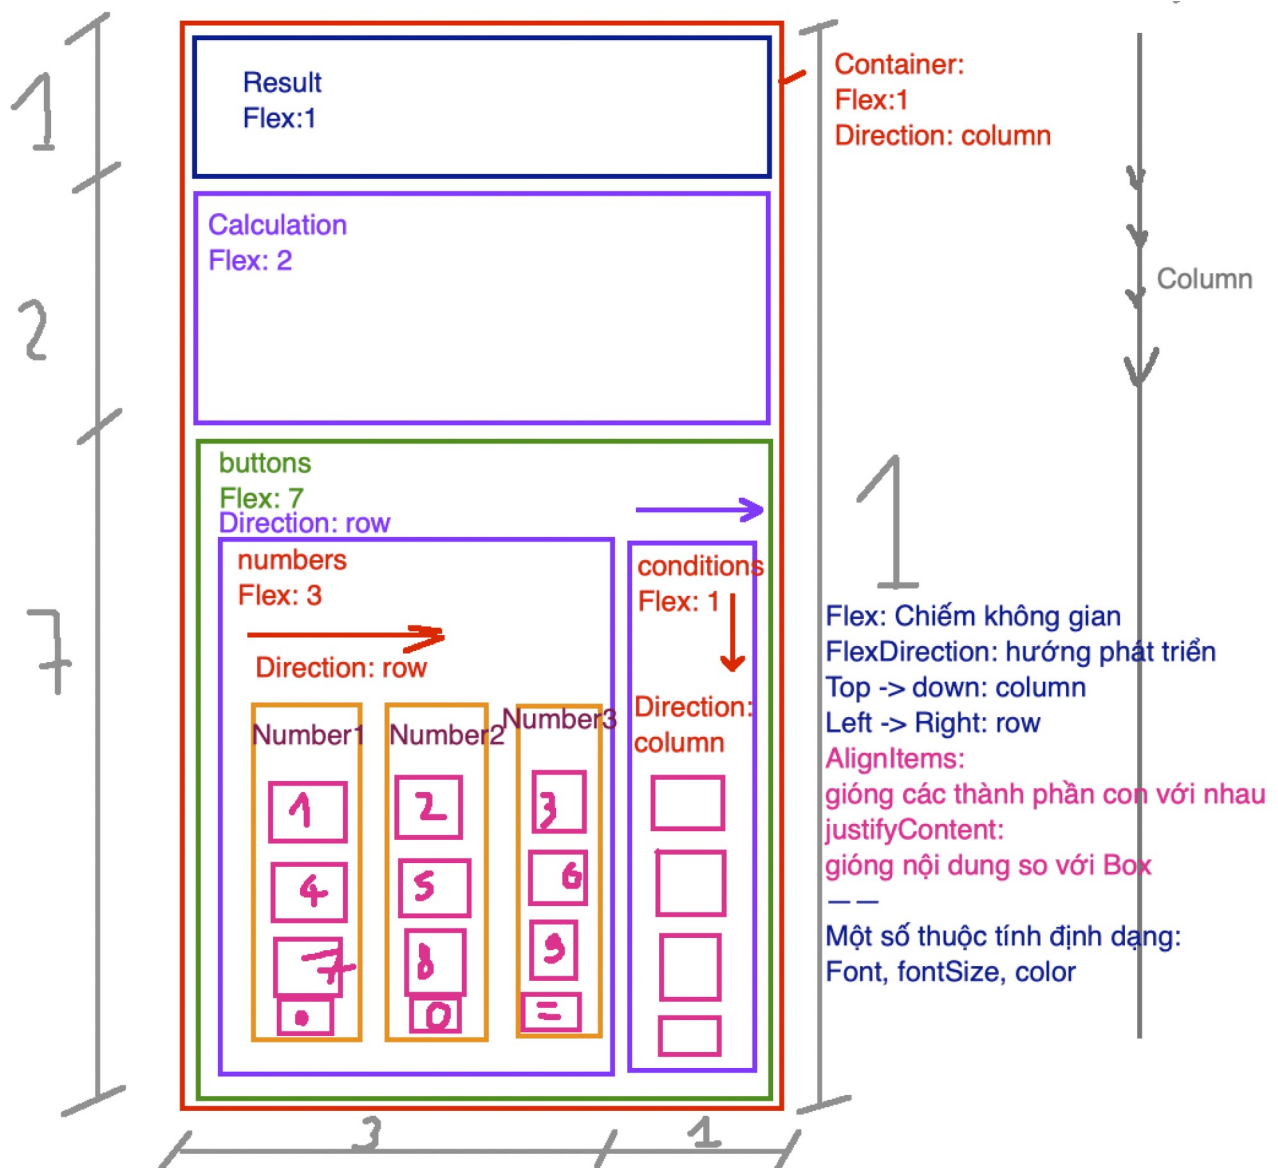 1
Result
Flex:1
Container:
Flex:1
Direction: column
2
Calculation
Flex: 2
Column
7
buttons
Flex: 7
Direction: row
numbers
Flex: 3
Direction: row
conditions
Flex: 1
Direction:
column
Number1
Number2
Number3
1 2 3
4 5 6
7 8 9
. 0 =
1
Flex: Chiếm không gian
FlexDirection: hướng phát triển
Top -> down: column
Left -> Right: row
AlignItems:
gióng các thành phần con với nhau
justifyContent:
gióng nội dung so với Box
——
Một số thuộc tính định dạng:
Font, fontSize, color
3 1